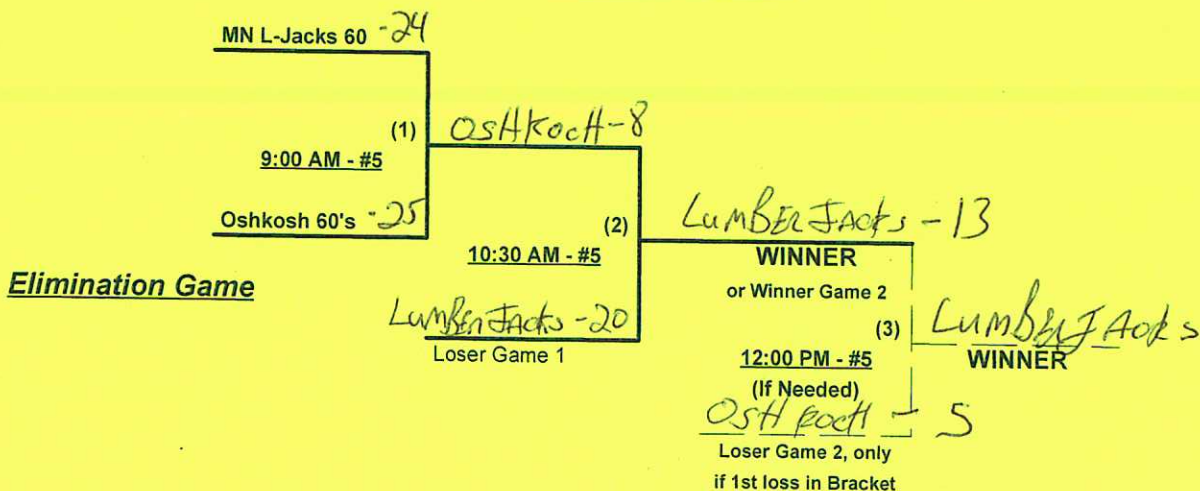 MN L-Jacks 60 -24
(1)
OSHKOCH-8
9:00 AM - #5
Oshkosh 60's -25
(2)
LUMBERJACKS - 13
10:30 AM - #5
WINNER
Elimination Game
or Winner Game 2
LUMBERJACKS -20
(3)
LUMBERJACKS
Loser Game 1
12:00 PM - #5
WINNER
(If Needed)
OSHKOCH - 5
Loser Game 2, only
if 1st loss in Bracket